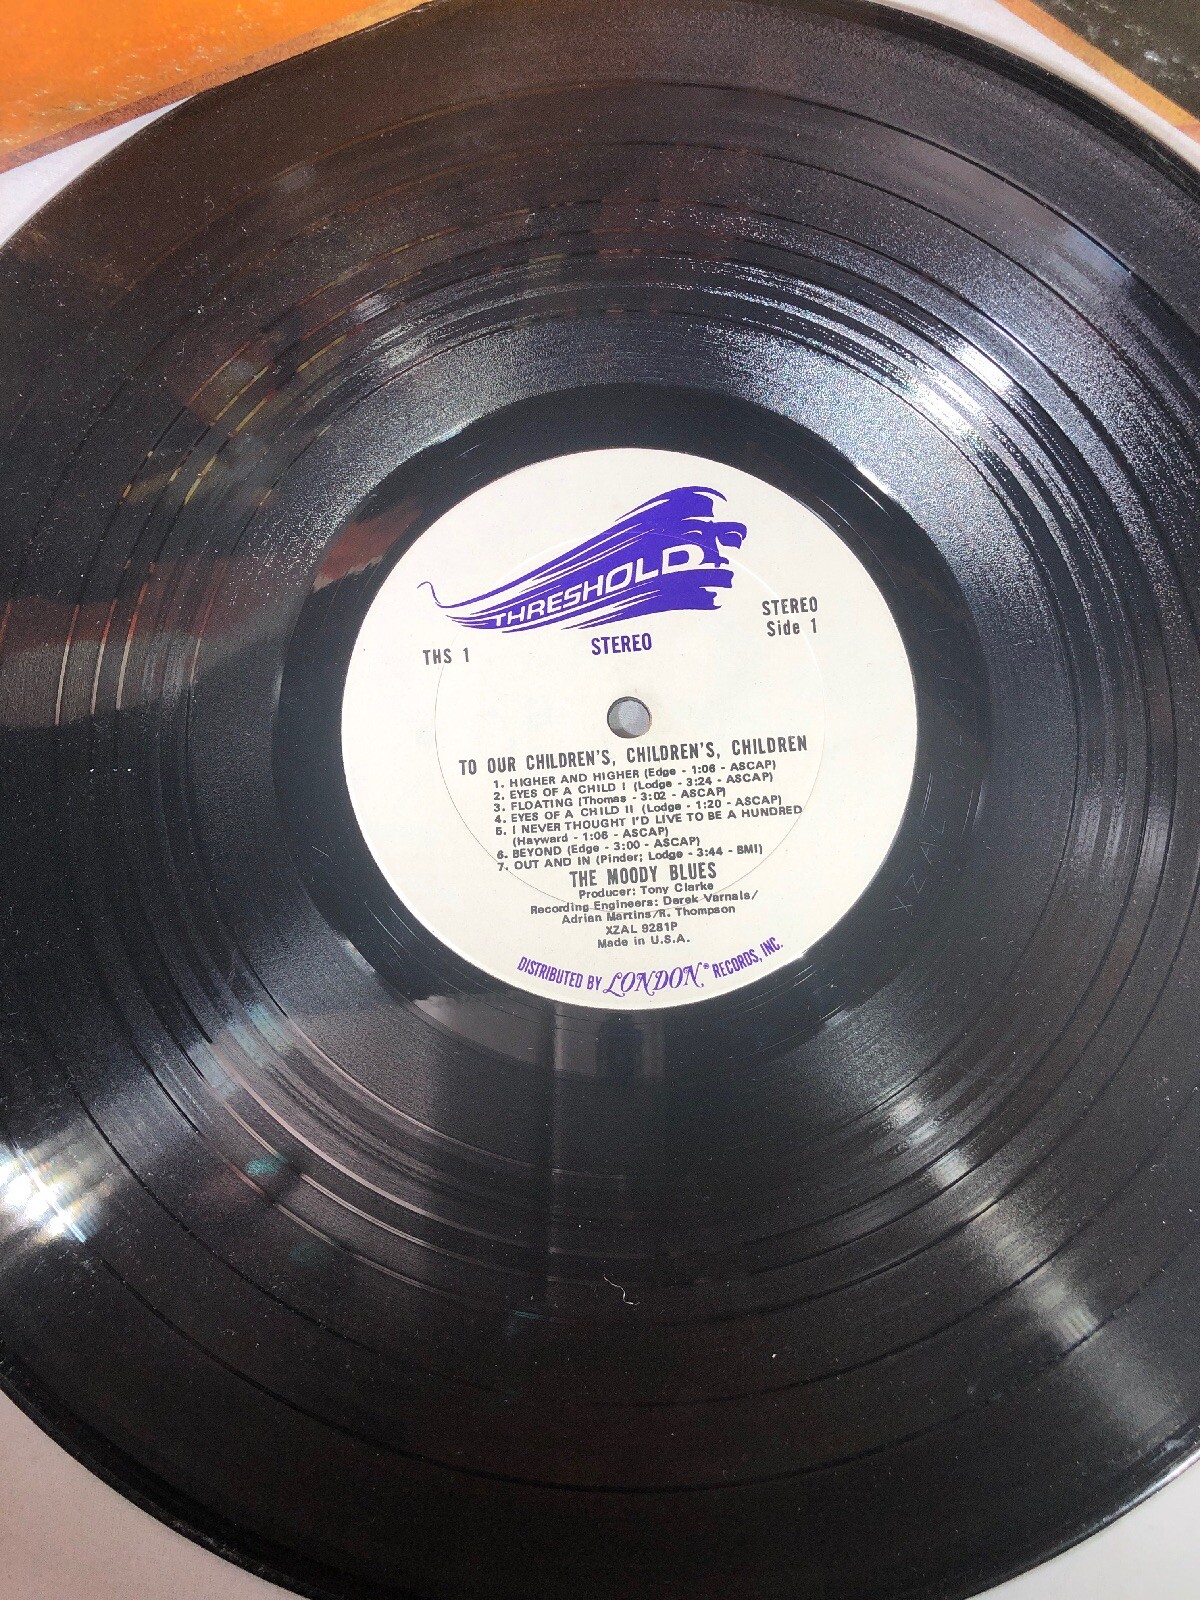 THRESHOLD
STEREO
THS 1
STEREO
Side 1
TO OUR CHILDREN'S, CHILDREN'S, CHILDREN
1. HIGHER AND HIGHER (Edge - 1:06 - ASCAP)
2. EYES OF A CHILD I (Lodge - 3:24 - ASCAP)
3. FLOATING (Thomas - 3:02 - ASCAP)
4. EYES OF A CHILD II (Lodge - 1:20 - ASCAP)
5. I NEVER THOUGHT I'D LIVE TO BE A HUNDRED
(Hayward - 1:06 - ASCAP)
6. BEYOND (Edge - 3:00 - ASCAP)
7. OUT AND IN (Pinder; Lodge - 3:44 - BMI)
THE MOODY BLUES
Producer: Tony Clarke
Recording Engineers: Derek Varnals/
Adrian Martins/R. Thompson
XZAL 9281P
Made in U.S.A.
DISTRIBUTED BY LONDON® RECORDS, INC.